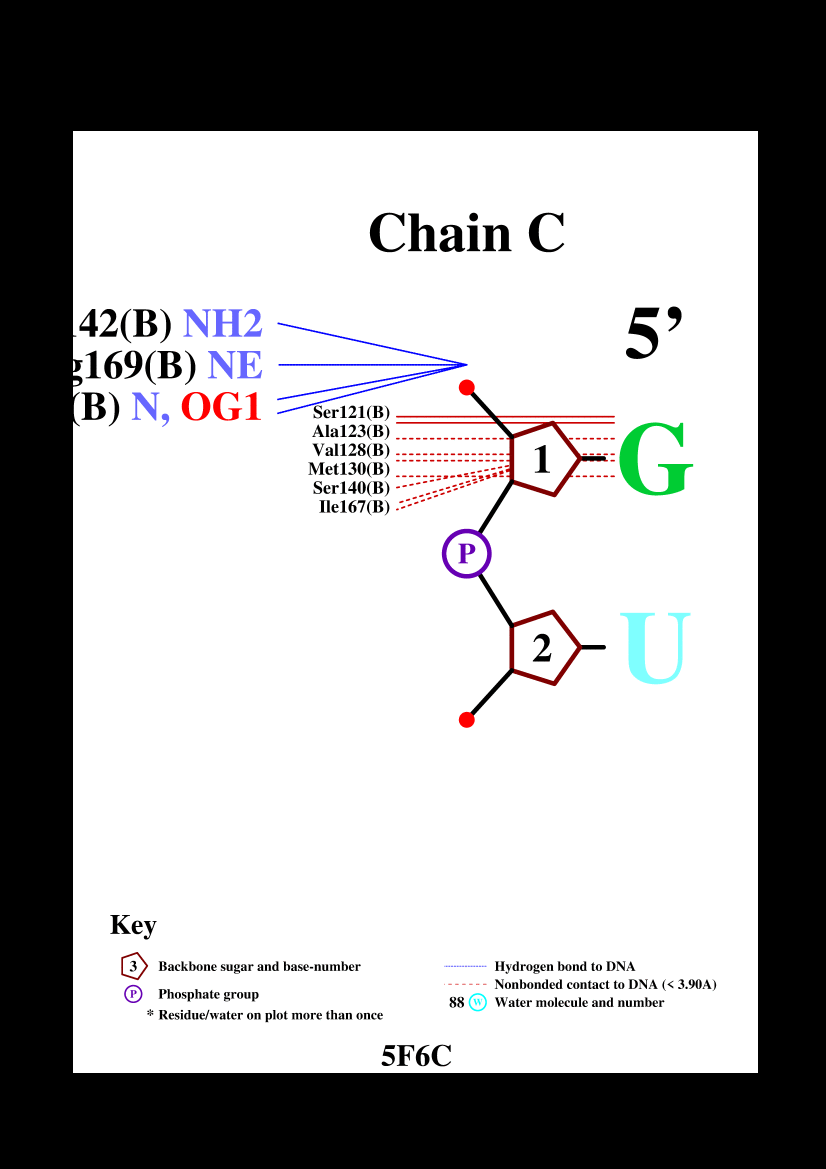 Chain C
5’
142(B) NH2
g169(B) NE
(B) N, OG1
Ser121(B)
Ala123(B)
Val128(B)
Met130(B)
Ser140(B)
Ile167(B)
1
G
P
2
U
Key
3 Backbone sugar and base-number
P Phosphate group
* Residue/water on plot more than once
Hydrogen bond to DNA
Nonbonded contact to DNA (< 3.90A)
88 W Water molecule and number
5F6C